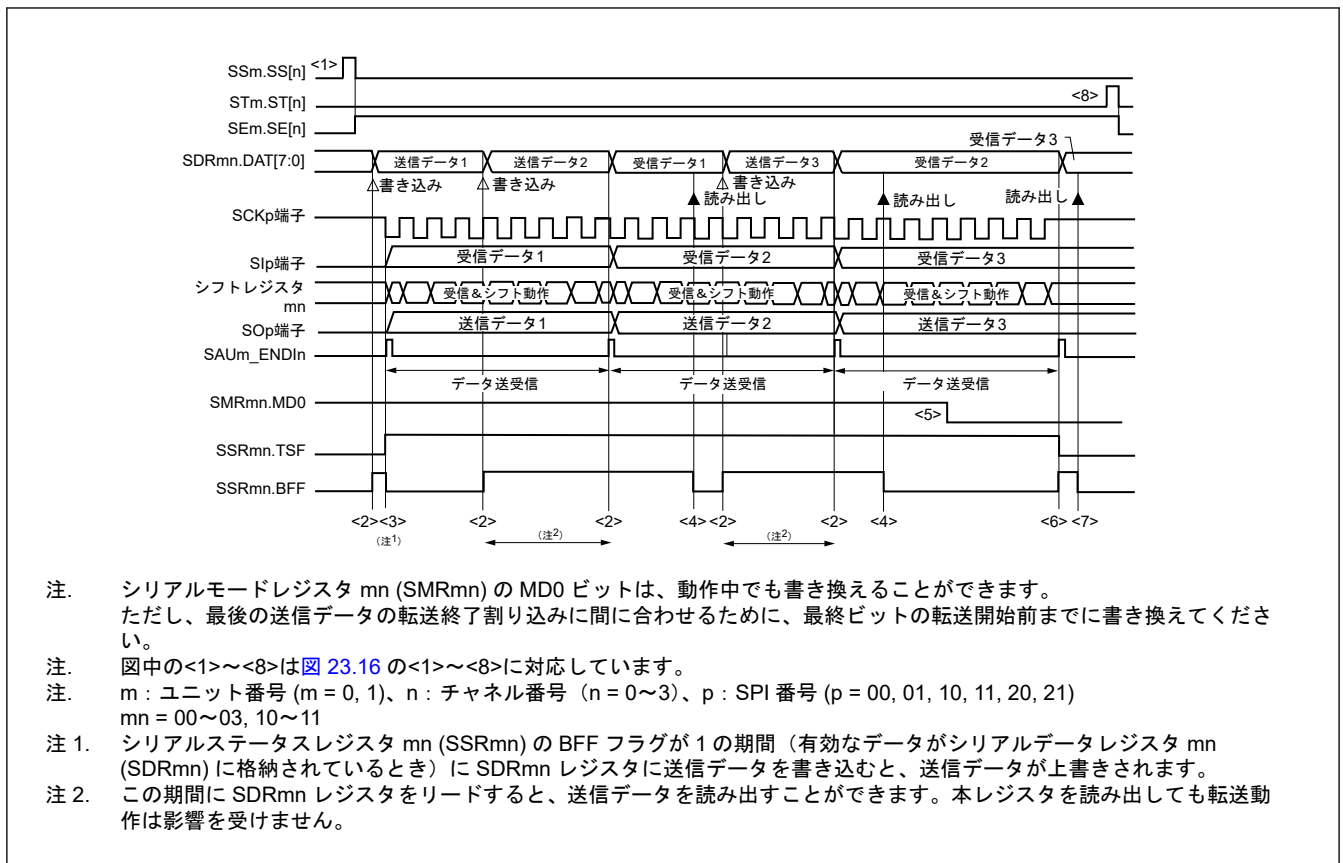 SSm.SS[n] <1>
STm.ST[n] <8>
SEm.SE[n]
受信データ3
SDRmn.DAT[7:0] 送信データ1 送信データ2 受信データ1 送信データ3 受信データ2
書き込み 書き込み 書き込み
読み出し 読み出し 読み出し
SCKp端子
SIp端子 受信データ1 受信データ2 受信データ3
シフトレジスタ mn 受信&シフト動作 受信&シフト動作 受信&シフト動作
SOp端子 送信データ1 送信データ2 送信データ3
SAUm_ENDIn
データ送受信 データ送受信 データ送受信
SMRmn.MD0 <5>
SSRmn.TSF
SSRmn.BFF
<2><3> <2> <2> <4><2> <2> <4> <6> <7>
(注1) (注2) (注2)
注. シリアルモードレジスタ mn (SMRmn) の MD0 ビットは、動作中でも書き換えることができます。
ただし、最後の送信データの転送終了割り込みに間に合わせるために、最終ビットの転送開始前までに書き換えてくださ
い。
注. 図中の<1>～<8>は図 23.16 の<1>～<8>に対応しています。
注. m：ユニット番号 (m = 0, 1)、n：チャネル番号（n = 0～3）、p：SPI 番号 (p = 00, 01, 10, 11, 20, 21)
mn = 00～03, 10～11
注 1. シリアルステータスレジスタ mn (SSRmn) の BFF フラグが 1 の期間（有効なデータがシリアルデータレジスタ mn
(SDRmn) に格納されているとき）に SDRmn レジスタに送信データを書き込むと、送信データが上書きされます。
注 2. この期間に SDRmn レジスタをリードすると、送信データを読み出すことができます。本レジスタを読み出しても転送動
作は影響を受けません。